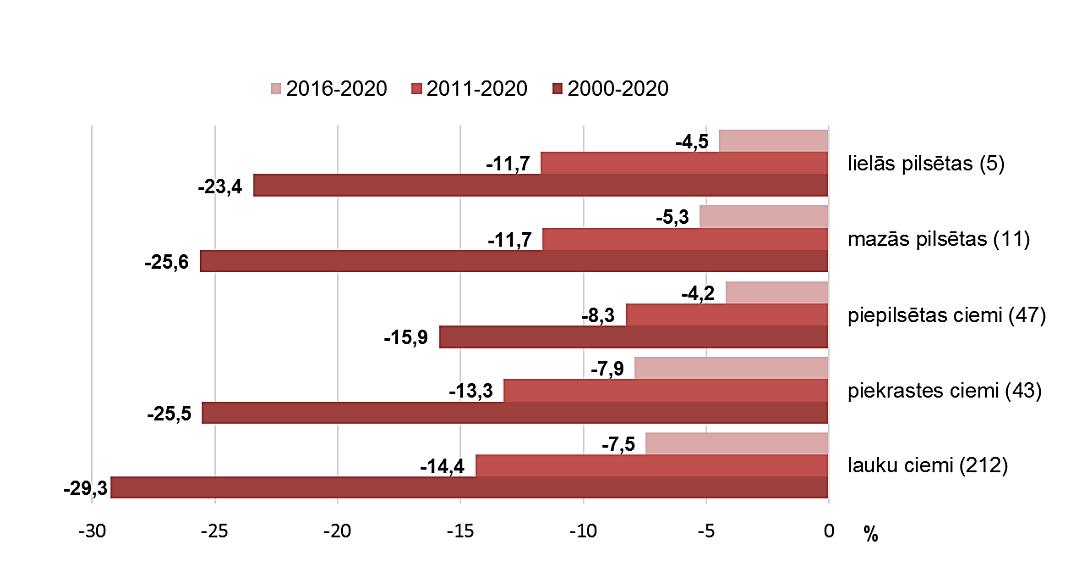 2016-2020 2011-2020 2000-2020
-4,5
-11,7
-23,4
lielās pilsētas (5)
-5,3
-11,7
-25,6
mazās pilsētas (11)
-4,2
-8,3
-15,9
piepilsētas ciemi (47)
-7,9
-13,3
-25,5
piekrastes ciemi (43)
-7,5
-14,4
-29,3
lauku ciemi (212)
-30 -25 -20 -15 -10 -5 0 %